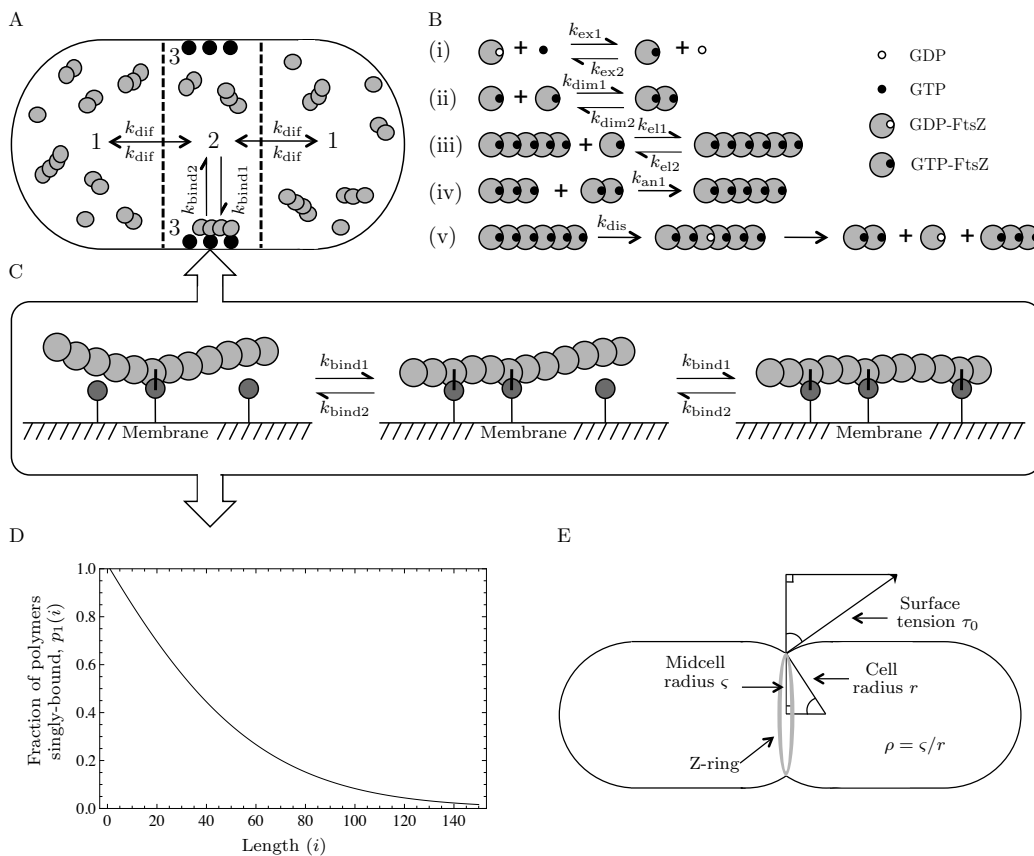 A
3
1
k_dif
k_dif
2
k_dif
k_dif
1
k_bind2
k_bind1
3
B
(i)
+
k_ex1
k_ex2
+
(ii)
+
k_dim1
k_dim2
(iii)
+
k_el1
k_el2
(iv)
+
k_an1
(v)
k_dis
+
+
GDP
GTP
GDP-FtsZ
GTP-FtsZ
C
k_bind1
k_bind2
k_bind1
k_bind2
Membrane
Membrane
Membrane
D
Fraction of polymers
singly-bound, p₁(i)
1.0
0.8
0.6
0.4
0.2
0.0
0 20 40 60 80 100 120 140
Length (i)
E
Surface
tension τ₀
Midcell
radius ς
Cell
radius r
Z-ring
ρ = ς/r